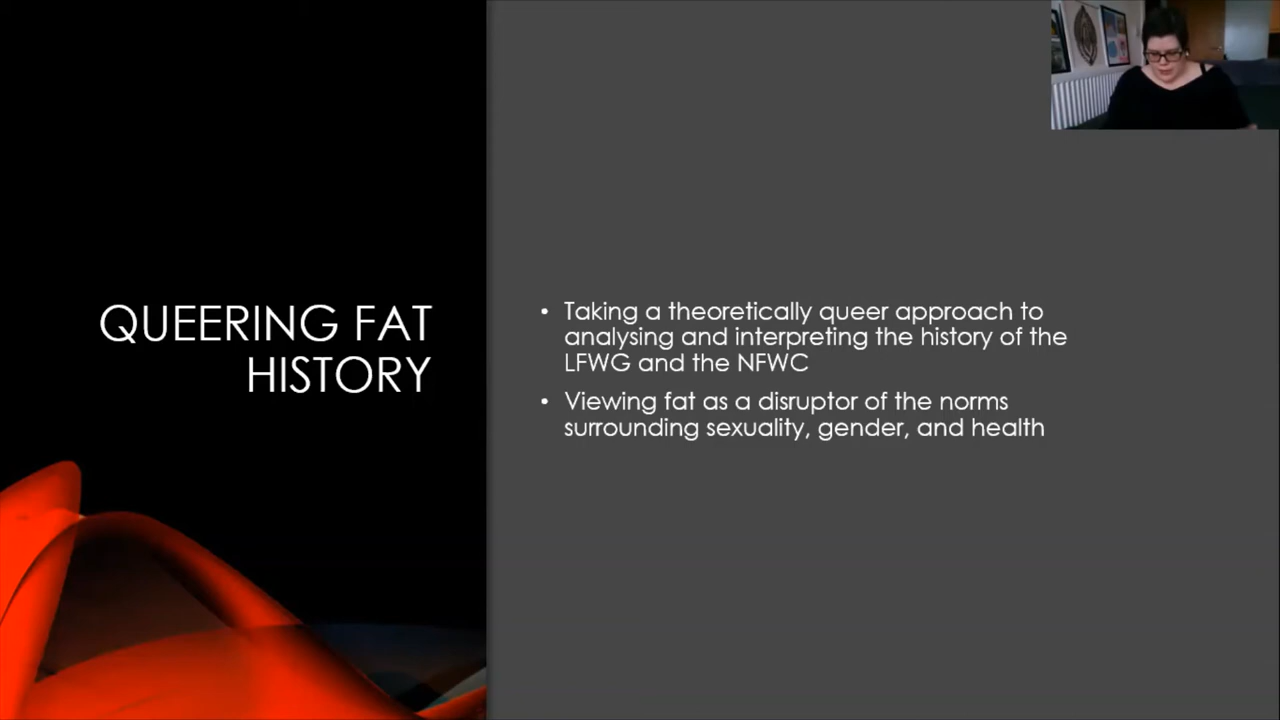 QUEERING FAT
HISTORY
• Taking a theoretically queer approach to
analysing and interpreting the history of the
LFWG and the NFWC
• Viewing fat as a disruptor of the norms
surrounding sexuality, gender, and health